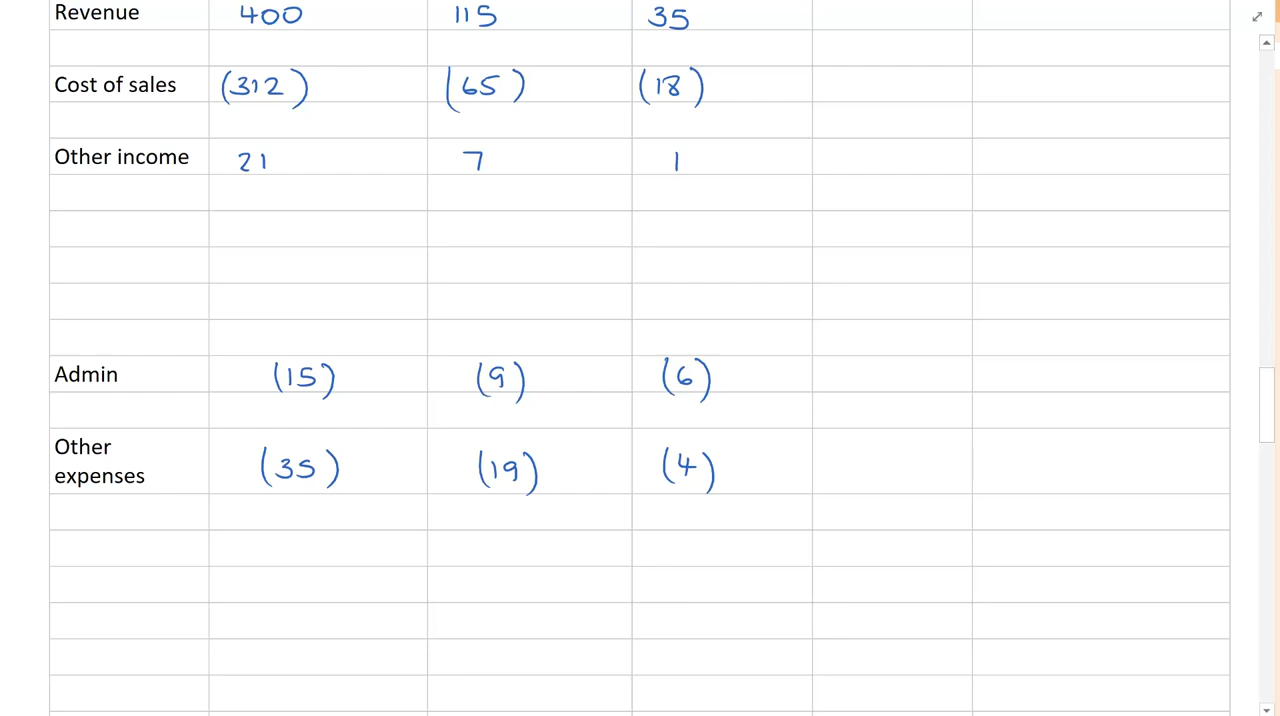 Revenue 400 115 35
Cost of sales (312) (65) (18)
Other income 21 7 1
Admin (15) (9) (6)
Other
expenses (35) (19) (4)